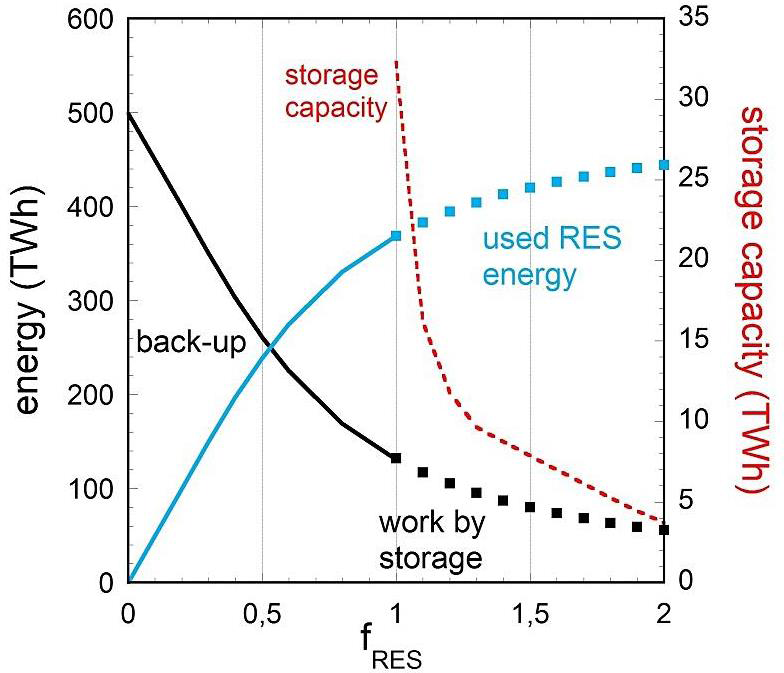 600
500
400
300
200
100
0
energy (TWh)
35
30
25
20
15
10
5
0
storage capacity (TWh)
storage
capacity
used RES
energy
back-up
work by
storage
0
0,5
1
1,5
2
f
RES